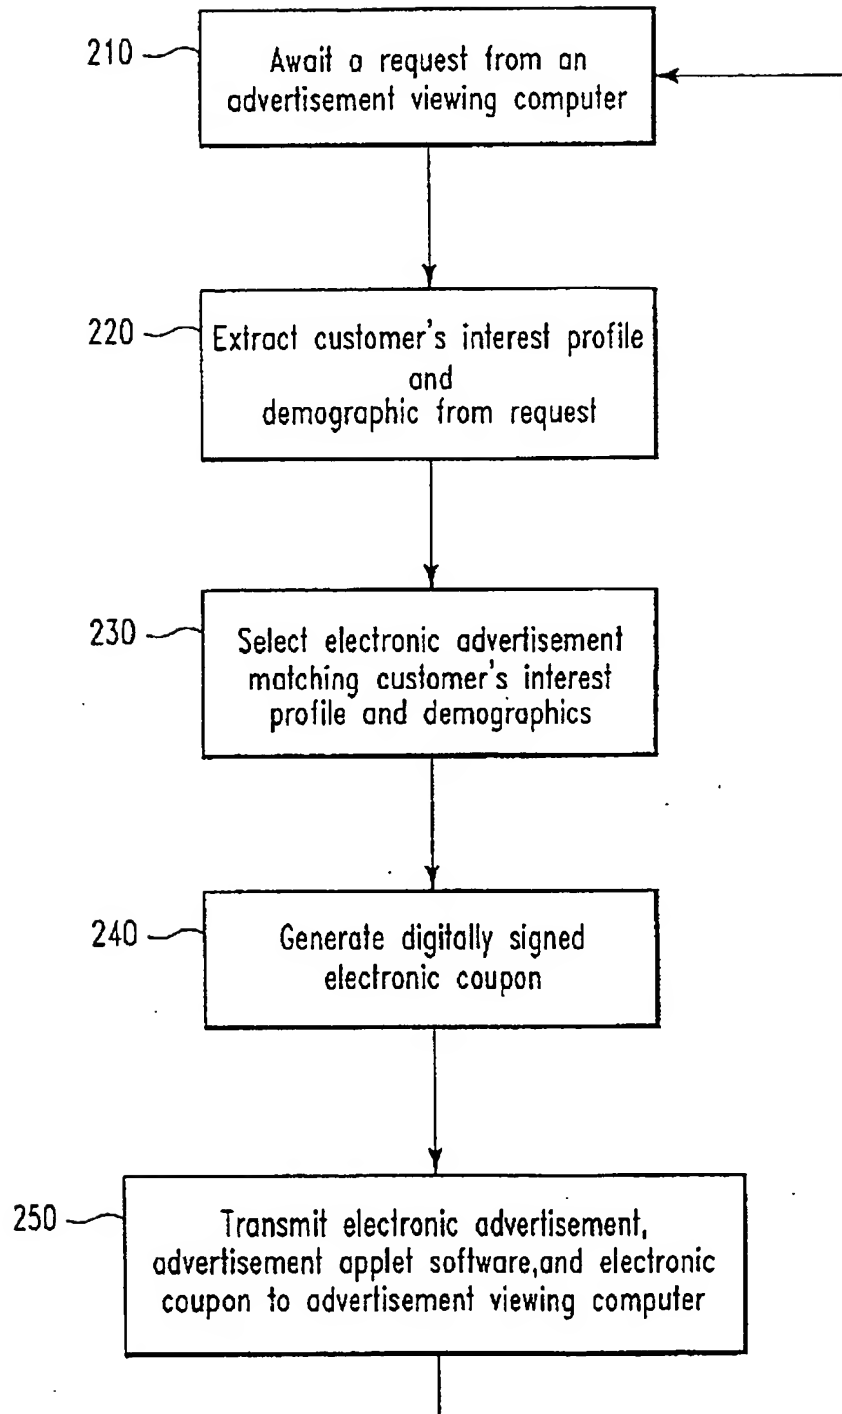 210
Await a request from an
advertisement viewing computer
220
Extract customer's interest profile
and
demographic from request
230
Select electronic advertisement
matching customer's interest
profile and demographics
240
Generate digitally signed
electronic coupon
250
Transmit electronic advertisement,
advertisement applet software,and electronic
coupon to advertisement viewing computer